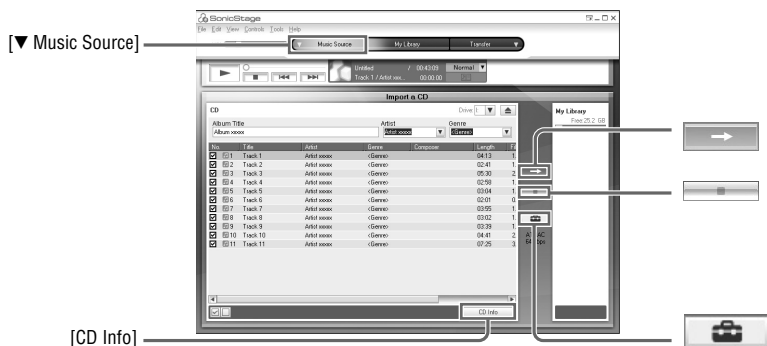 SonicStage
File Edit View Controls Tools Help
[▼ Music Source]
▼ Music Source My Library Transfer ▼
Untitled / 00:43:09 Normal ▼
Track 1 / Artist xxx... 00:00:00
Import a CD
CD Drive: ▼
My Library
Free:25.2 GB
Album Title Artist Genre
Album xxxxx Artist xxxxx ▼ <Genre> ▼
No. Title Artist Genre Composer Length
1 Track 1 Artist xxxxx <Genre> 04:13
2 Track 2 Artist xxxxx <Genre> 02:41
3 Track 3 Artist xxxxx <Genre> 05:30
4 Track 4 Artist xxxxx <Genre> 02:58
5 Track 5 Artist xxxxx <Genre> 03:04
6 Track 6 Artist xxxxx <Genre> 02:01
7 Track 7 Artist xxxxx <Genre> 03:55
8 Track 8 Artist xxxxx <Genre> 03:02
9 Track 9 Artist xxxxx <Genre> 03:39
10 Track 10 Artist xxxxx <Genre> 04:41
11 Track 11 Artist xxxxx <Genre> 07:25
CD Info
[CD Info]